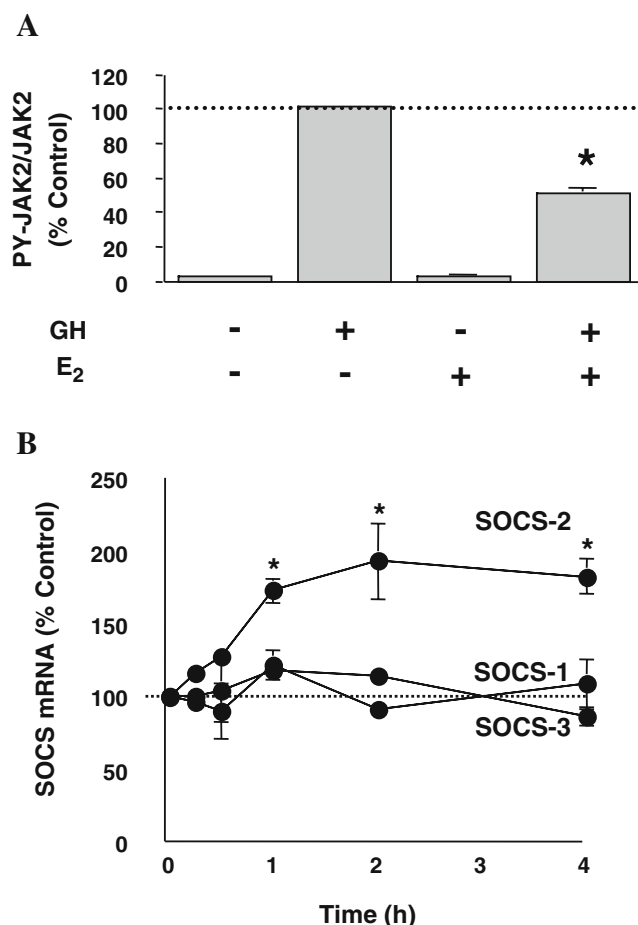 A
PY-JAK2/JAK2
(% Control)
120
100
80
60
40
20
0
*
GH - + - +
E2 - - + +
B
SOCS mRNA (% Control)
250
200
150
100
50
0
* * *
SOCS-2
SOCS-1
SOCS-3
0 1 2 3 4
Time (h)